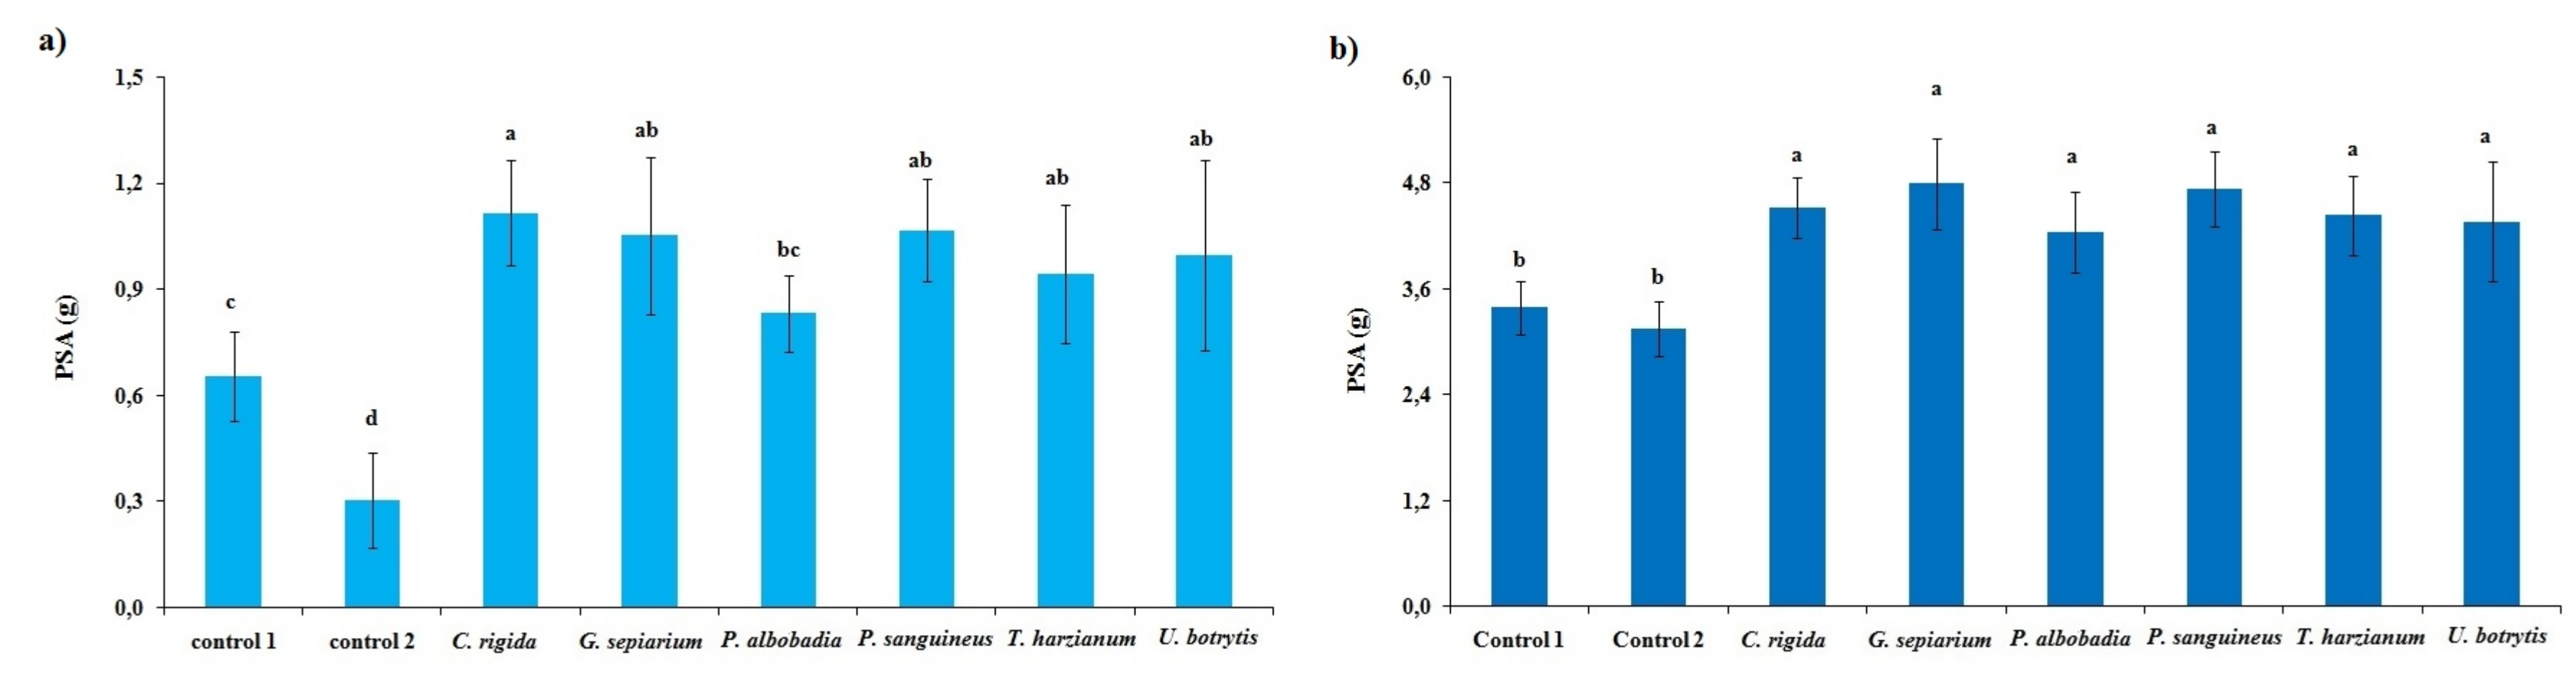 a)
PSA (g)
1,5
1,2
0,9
0,6
0,3
0,0
c
d
a
ab
bc
ab
ab
ab
control 1
control 2
C. rigida
G. sepiarium
P. albobadia
P. sanguineus
T. harzianum
U. botrytis
b)
PSA (g)
6,0
4,8
3,6
2,4
1,2
0,0
b
b
a
a
a
a
a
a
Control 1
Control 2
C. rigida
G. sepiarium
P. albobadia
P. sanguineus
T. harzianum
U. botrytis